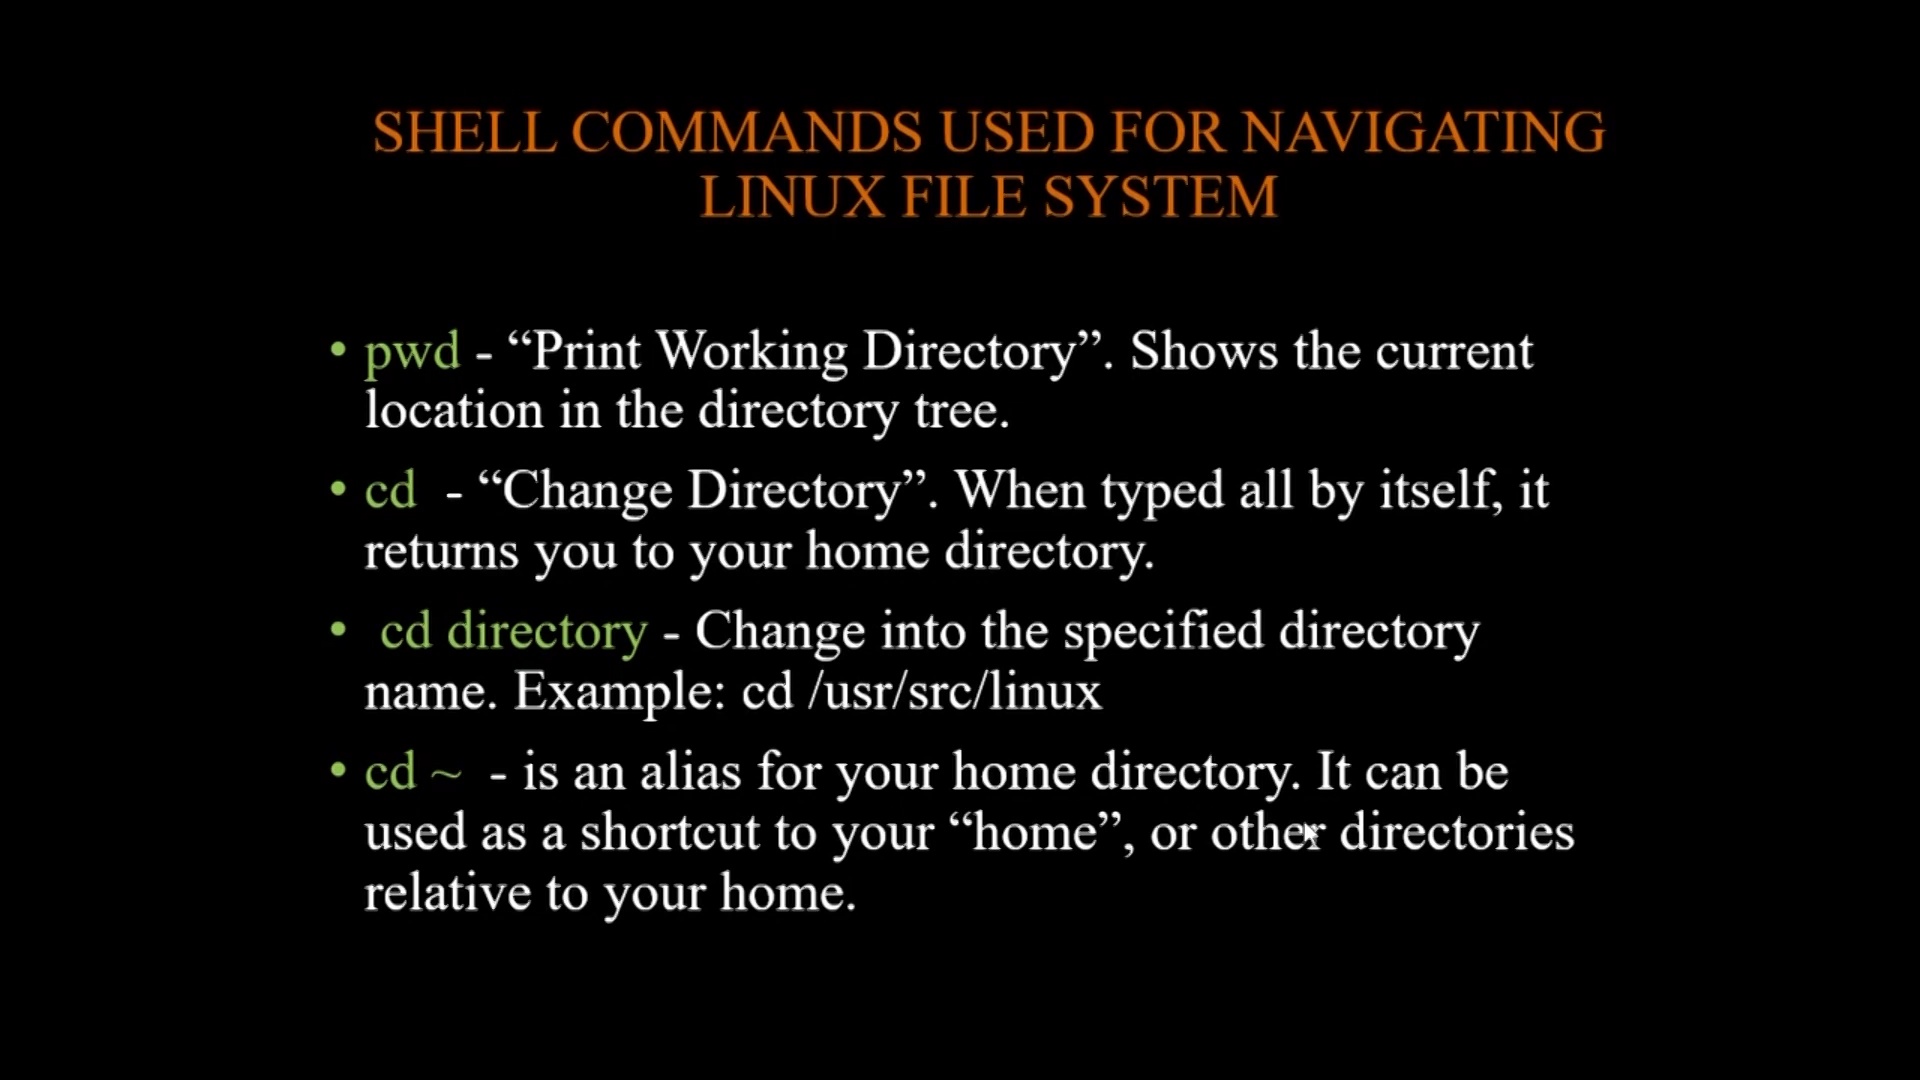 SHELL COMMANDS USED FOR NAVIGATING
LINUX FILE SYSTEM
• pwd - “Print Working Directory”. Shows the current
location in the directory tree.
• cd  - “Change Directory”. When typed all by itself, it
returns you to your home directory.
•  cd directory - Change into the specified directory
name. Example: cd /usr/src/linux
• cd ~  - is an alias for your home directory. It can be
used as a shortcut to your “home”, or other directories
relative to your home.